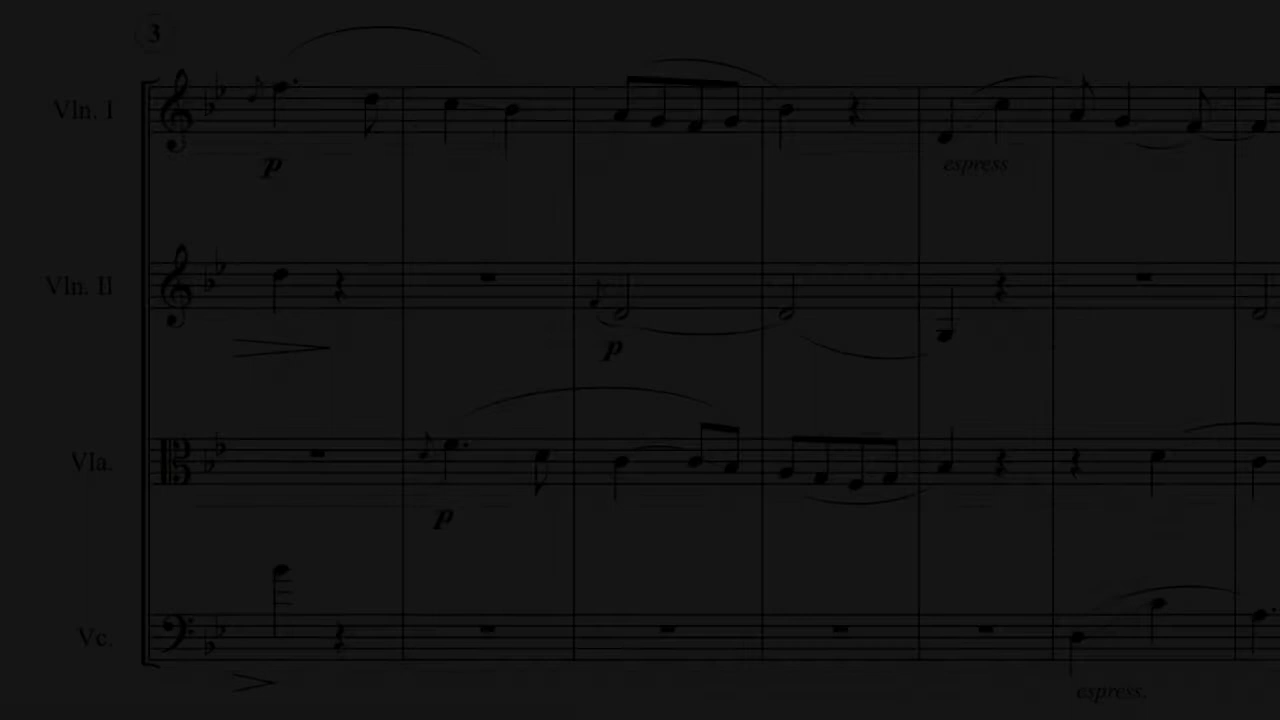 3
Vln. I
p
espress
Vln. II
p
Vla.
p
Vc.
espress.